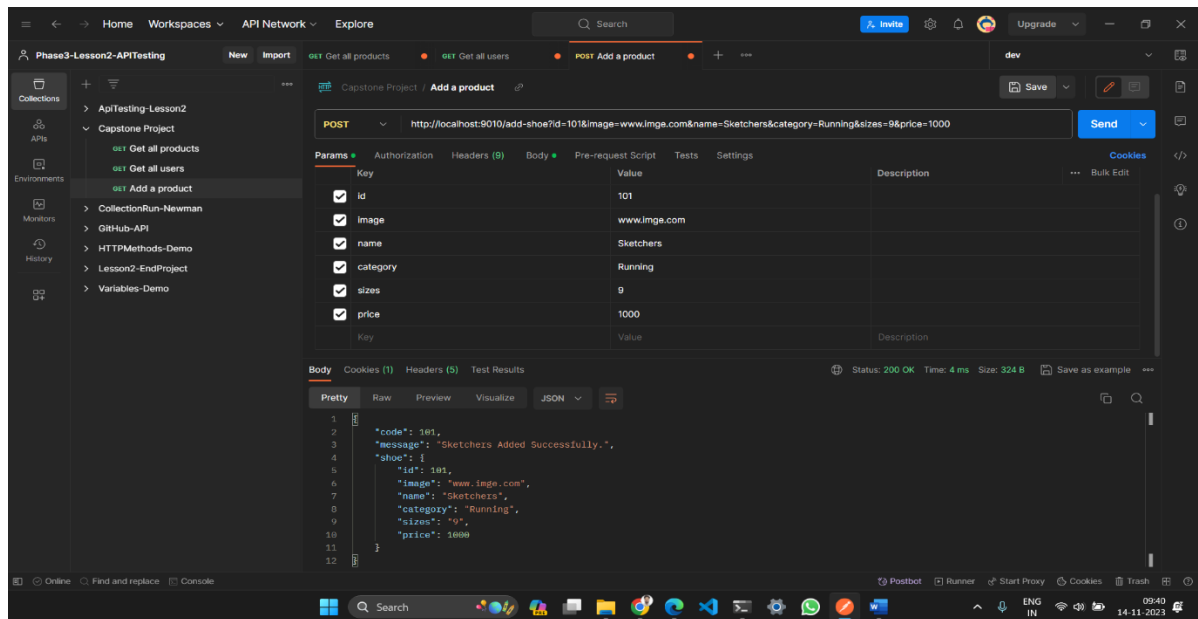 Home Workspaces API Network Explore Search Invite Upgrade
Phase3-Lesson2-APITesting New Import GET Get all products GET Get all users POST Add a product dev
Collections
APIs
Environments
Monitors
History
ApiTesting-Lesson2
Capstone Project
GET Get all products
GET Get all users
GET Add a product
CollectionRun-Newman
GitHub-API
HTTPMethods-Demo
Lesson2-EndProject
Variables-Demo
HTTP Capstone Project / Add a product Save
POST http://localhost:9010/add-shoe?id=101&image=www.imge.com&name=Sketchers&category=Running&sizes=9&price=1000 Send
Params Authorization Headers (9) Body Pre-request Script Tests Settings Cookies
Key Value Description Bulk Edit
id 101
image www.imge.com
name Sketchers
category Running
sizes 9
price 1000
Key Value Description
Body Cookies (1) Headers (5) Test Results Status: 200 OK Time: 4 ms Size: 324 B Save as example
Pretty Raw Preview Visualize JSON
1 {
2 "code": 101,
3 "message": "Sketchers Added Successfully.",
4 "shoe": {
5 "id": 101,
6 "image": "www.imge.com",
7 "name": "Sketchers",
8 "category": "Running",
9 "sizes": "9",
10 "price": 1000
11 }
12 }
Online Find and replace Console Postbot Runner Start Proxy Cookies Trash
Search ENG 09:40
IN 14-11-2023